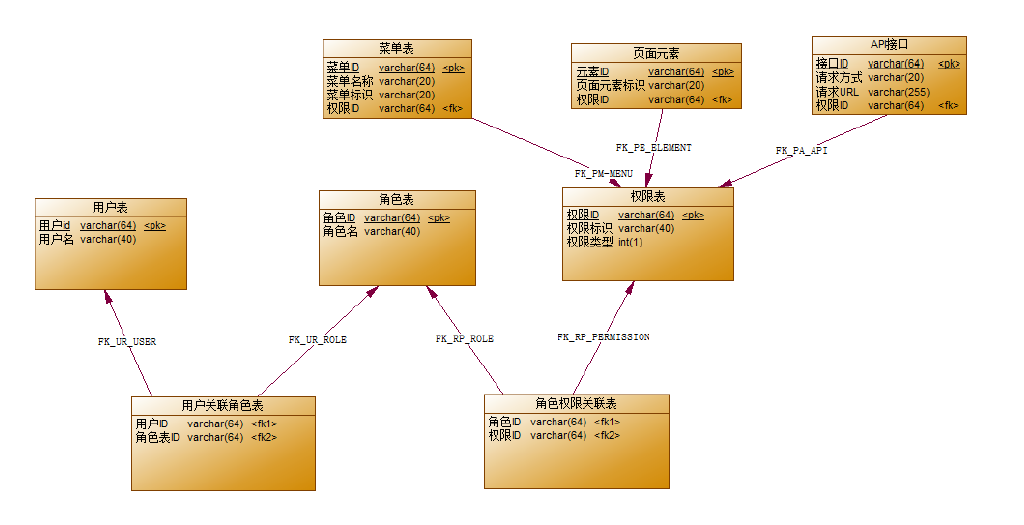 菜单表
菜单ID varchar(64) <pk>
菜单名称 varchar(20)
菜单标识 varchar(20)
权限ID varchar(64) <fk>
页面元素
元素ID varchar(64) <pk>
页面元素标识 varchar(20)
权限ID varchar(64) <fk>
API接口
接口ID varchar(64) <pk>
请求方式 varchar(20)
请求URL varchar(255)
权限ID varchar(64) <fk>
FK_PM-MENU
FK_PE_ELEMENT
FK_PA_API
用户表
用户id varchar(64) <pk>
用户名 varchar(40)
角色表
角色ID varchar(64) <pk>
角色名 varchar(40)
权限表
权限ID varchar(64) <pk>
权限标识 varchar(40)
权限类型 int(1)
FK_UR_USER
FK_UR_ROLE
FK_RP_ROLE
FK_RP_PERMISSION
用户关联角色表
用户ID varchar(64) <fk1>
角色表ID varchar(64) <fk2>
角色权限关联表
角色ID varchar(64) <fk1>
权限ID varchar(64) <fk2>